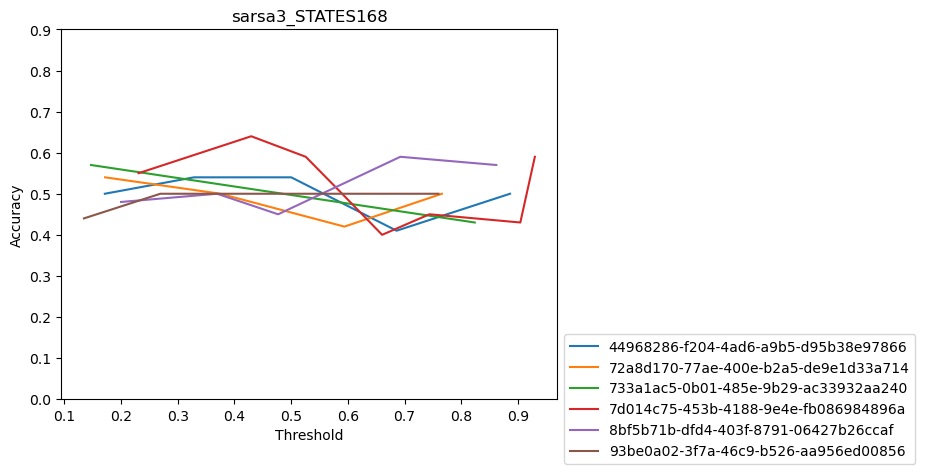 sarsa3_STATES168
Accuracy
0.9
0.8
0.7
0.6
0.5
0.4
0.3
0.2
0.1
0.0
0.1 0.2 0.3 0.4 0.5 0.6 0.7 0.8 0.9
Threshold
44968286-f204-4ad6-a9b5-d95b38e97866
72a8d170-77ae-400e-b2a5-de9e1d33a714
733a1ac5-0b01-485e-9b29-ac33932aa240
7d014c75-453b-4188-9e4e-fb086984896a
8bf5b71b-dfd4-403f-8791-06427b26ccaf
93be0a02-3f7a-46c9-b526-aa956ed00856